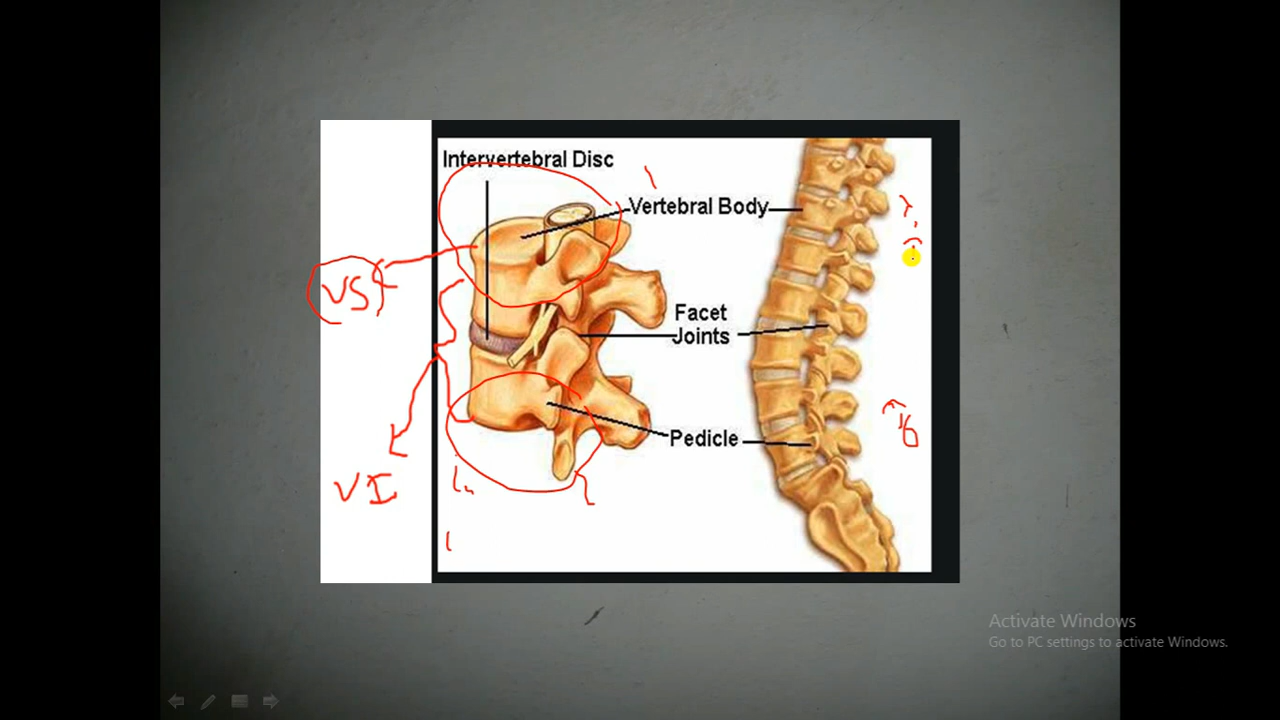 Intervertebral Disc
Vertebral Body
VS
Facet
Joints
Pedicle
VI
Activate Windows
Go to PC settings to activate Windows.